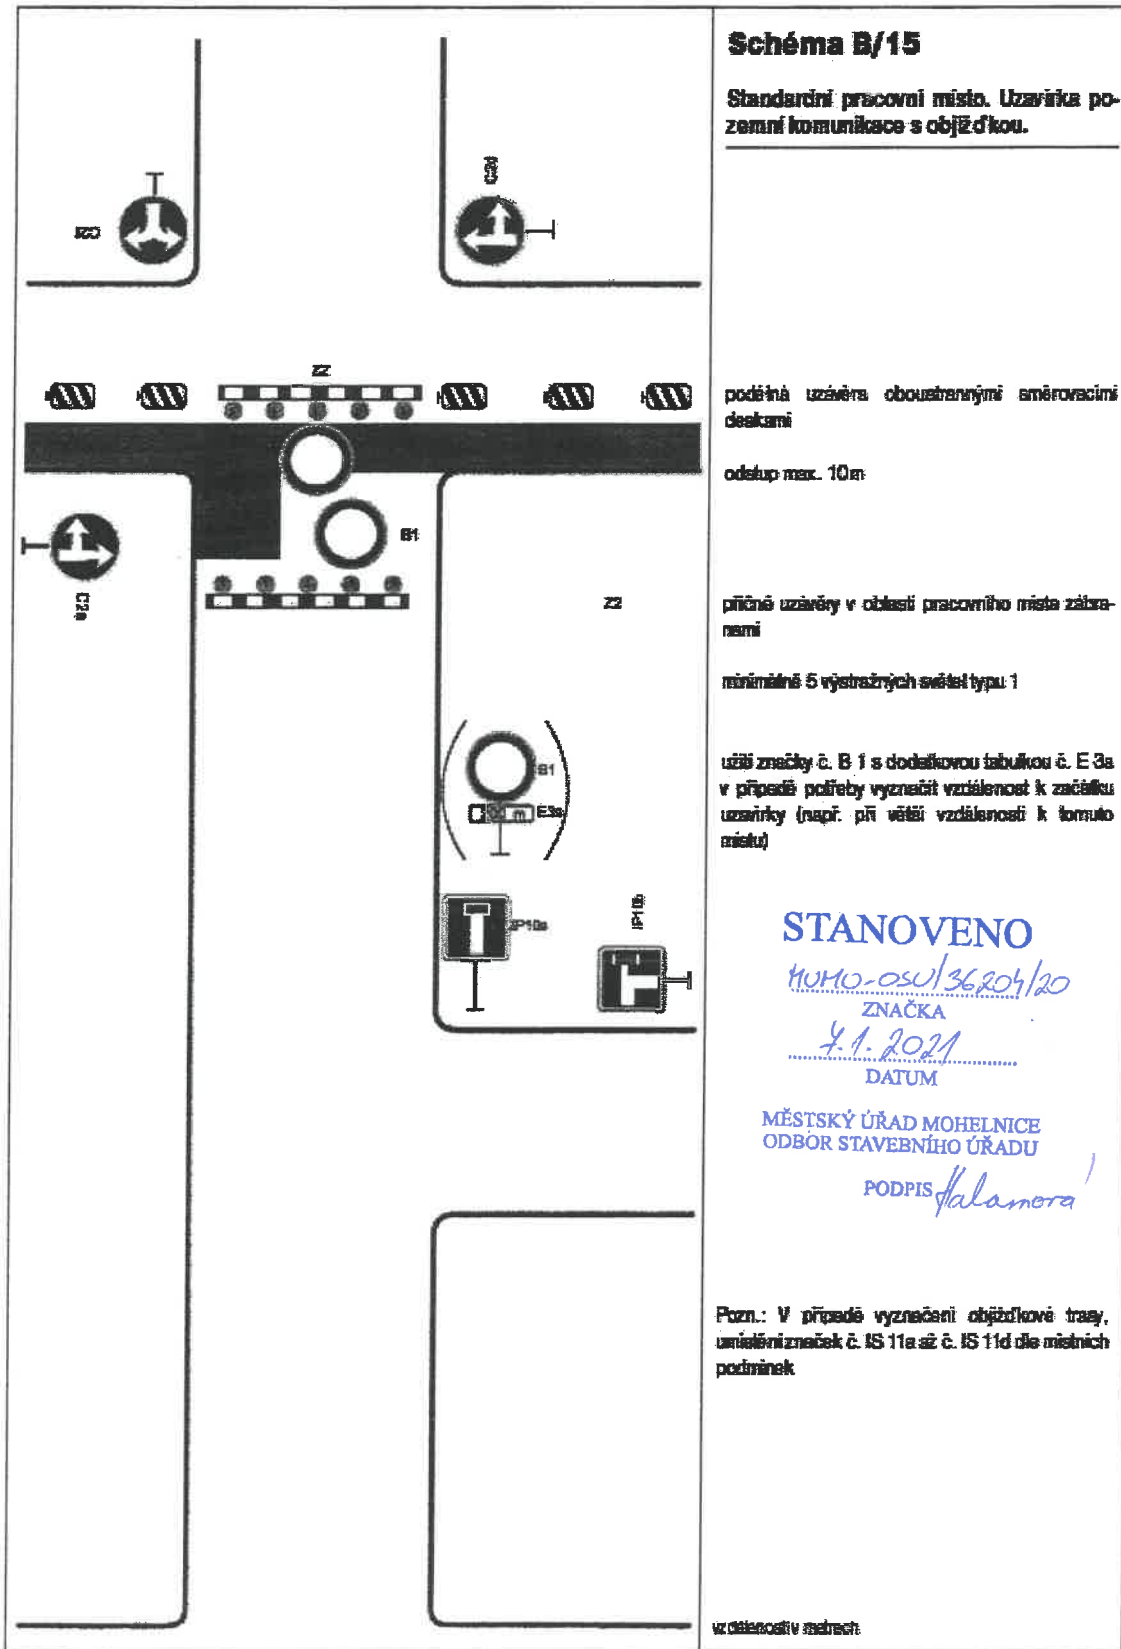 Schéma B/15
Standardní pracovní místo. Uzavírka po-
zemní komunikace s objížďkou.
C2f
Z2
podélná uzávěra oboustrannými směrovacími
deskami
odstup max. 10m
B1
C2a
Z2
příčné uzávěry v oblasti pracovního místa zábra-
nami
minimálně 5 výstražných světel typu 1
užití značky č. B 1 s dodatkovou tabulkou č. E 3a
v případě potřeby vyznačit vzdálenost k začátku
uzavírky (např. při větší vzdálenosti k tomuto
místu)
B1
m E3a
IP10a
IP10b
STANOVENO
MUMO-OSU/36204/20
ZNAČKA
7.1.2021
DATUM
MĚSTSKÝ ÚŘAD MOHELNICE
ODBOR STAVEBNÍHO ÚŘADU
PODPIS
Pozn.: V případě vyznačení objížďkové trasy,
umístění značek č. IS 11a až č. IS 11d dle místních
podmínek
vzdálenosti v metrech